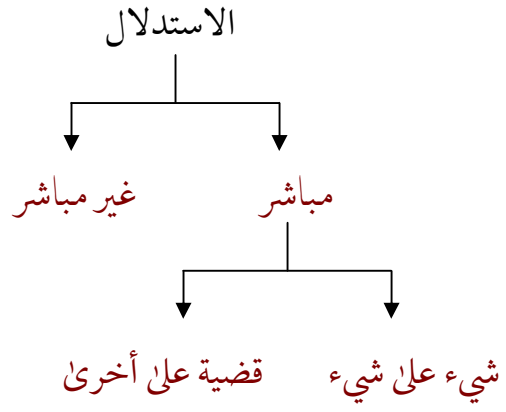 الاستدلال
مباشر غير مباشر
شيء علىٰ شيء قضية علىٰ أخرىٰ